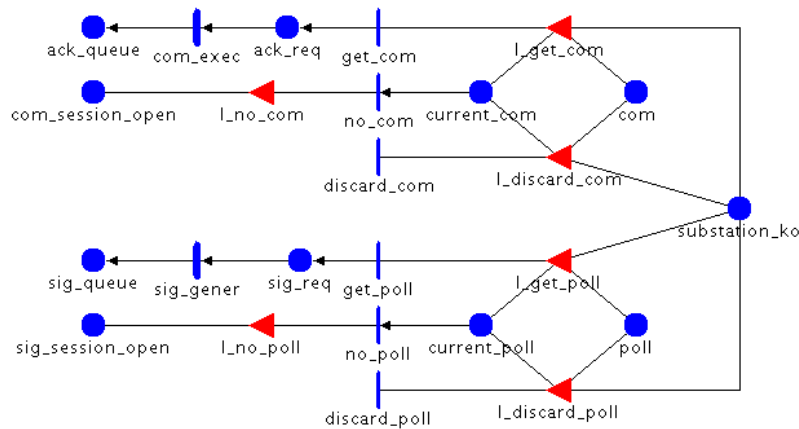 ack_queue
com_exec
ack_req
get_com
I_get_com
com_session_open
I_no_com
no_com
current_com
com
discard_com
I_discard_com
substation_ko
sig_queue
sig_gener
sig_req
get_poll
I_get_poll
sig_session_open
I_no_poll
no_poll
current_poll
poll
discard_poll
I_discard_poll